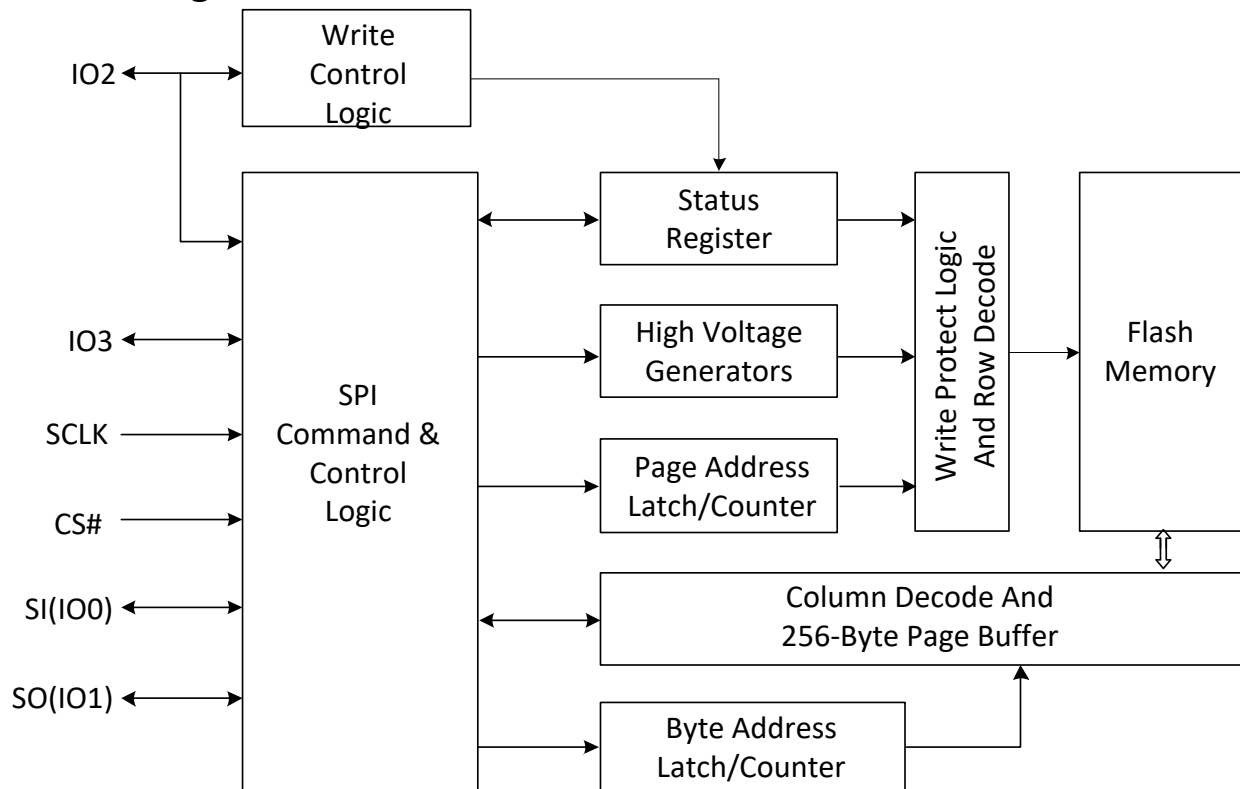 Write
Control
Logic
IO2
Status
Register
Write Protect Logic
And Row Decode
Flash
Memory
IO3
High Voltage
Generators
SPI
Command &
Control
Logic
SCLK
Page Address
Latch/Counter
CS#
SI(IO0)
Column Decode And
256-Byte Page Buffer
SO(IO1)
Byte Address
Latch/Counter